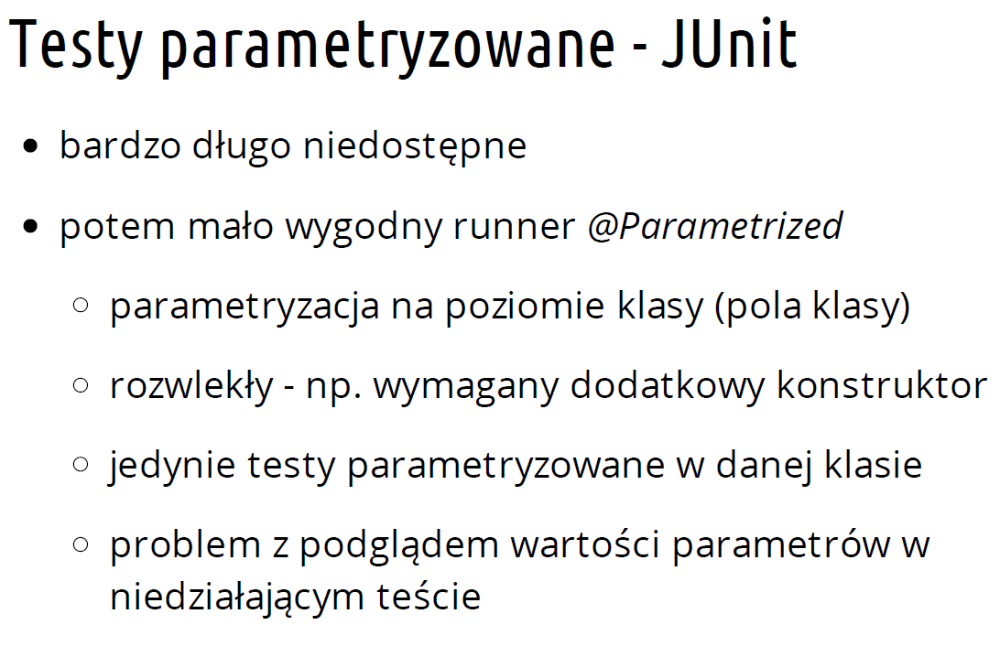 Testy parametryzowane - JUnit
• bardzo długo niedostępne
• potem mało wygodny runner @Parametrized
○ parametryzacja na poziomie klasy (pola klasy)
○ rozwlekły - np. wymagany dodatkowy konstruktor
○ jedynie testy parametryzowane w danej klasie
○ problem z podglądem wartości parametrów w
niedziałającym teście